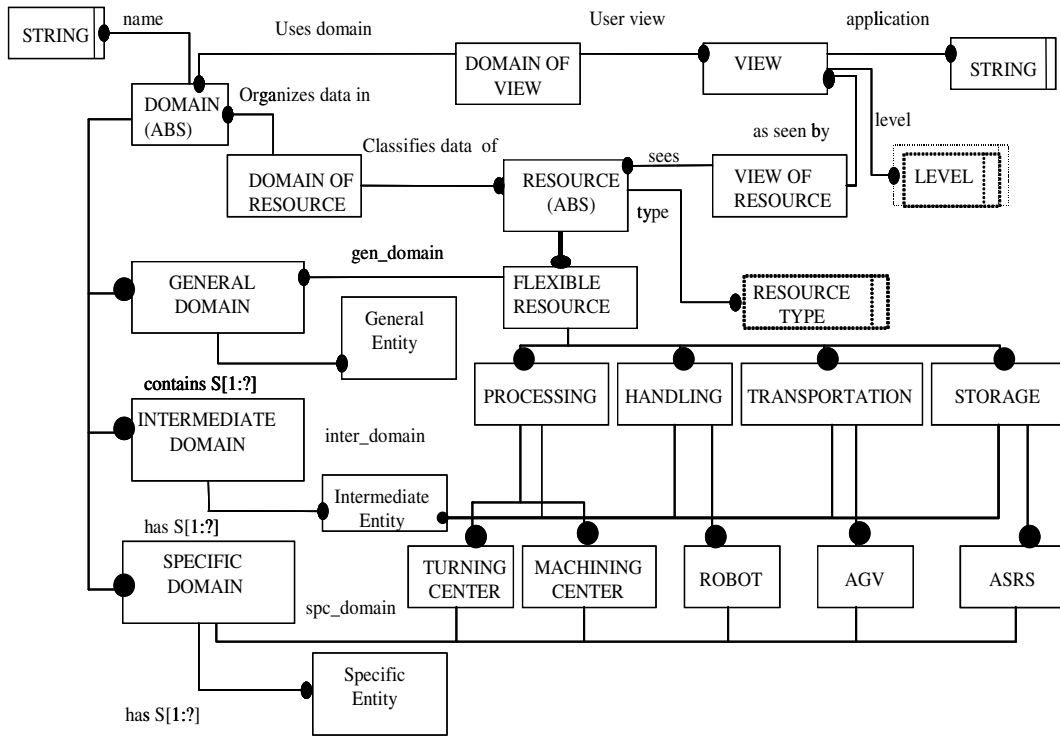 name
User view
application
STRING
Uses domain
DOMAIN OF
VIEW
VIEW
STRING
DOMAIN
(ABS)
Organizes data in
level
as seen by
Classifies data of
sees
DOMAIN OF
RESOURCE
RESOURCE
(ABS)
VIEW OF
RESOURCE
LEVEL
type
gen_domain
GENERAL
DOMAIN
FLEXIBLE
RESOURCE
RESOURCE
TYPE
General
Entity
contains S[1:?]
PROCESSING
HANDLING
TRANSPORTATION
STORAGE
INTERMEDIATE
DOMAIN
inter_domain
Intermediate
Entity
has S[1:?]
SPECIFIC
DOMAIN
TURNING
CENTER
MACHINING
CENTER
ROBOT
AGV
ASRS
spc_domain
Specific
Entity
has S[1:?]